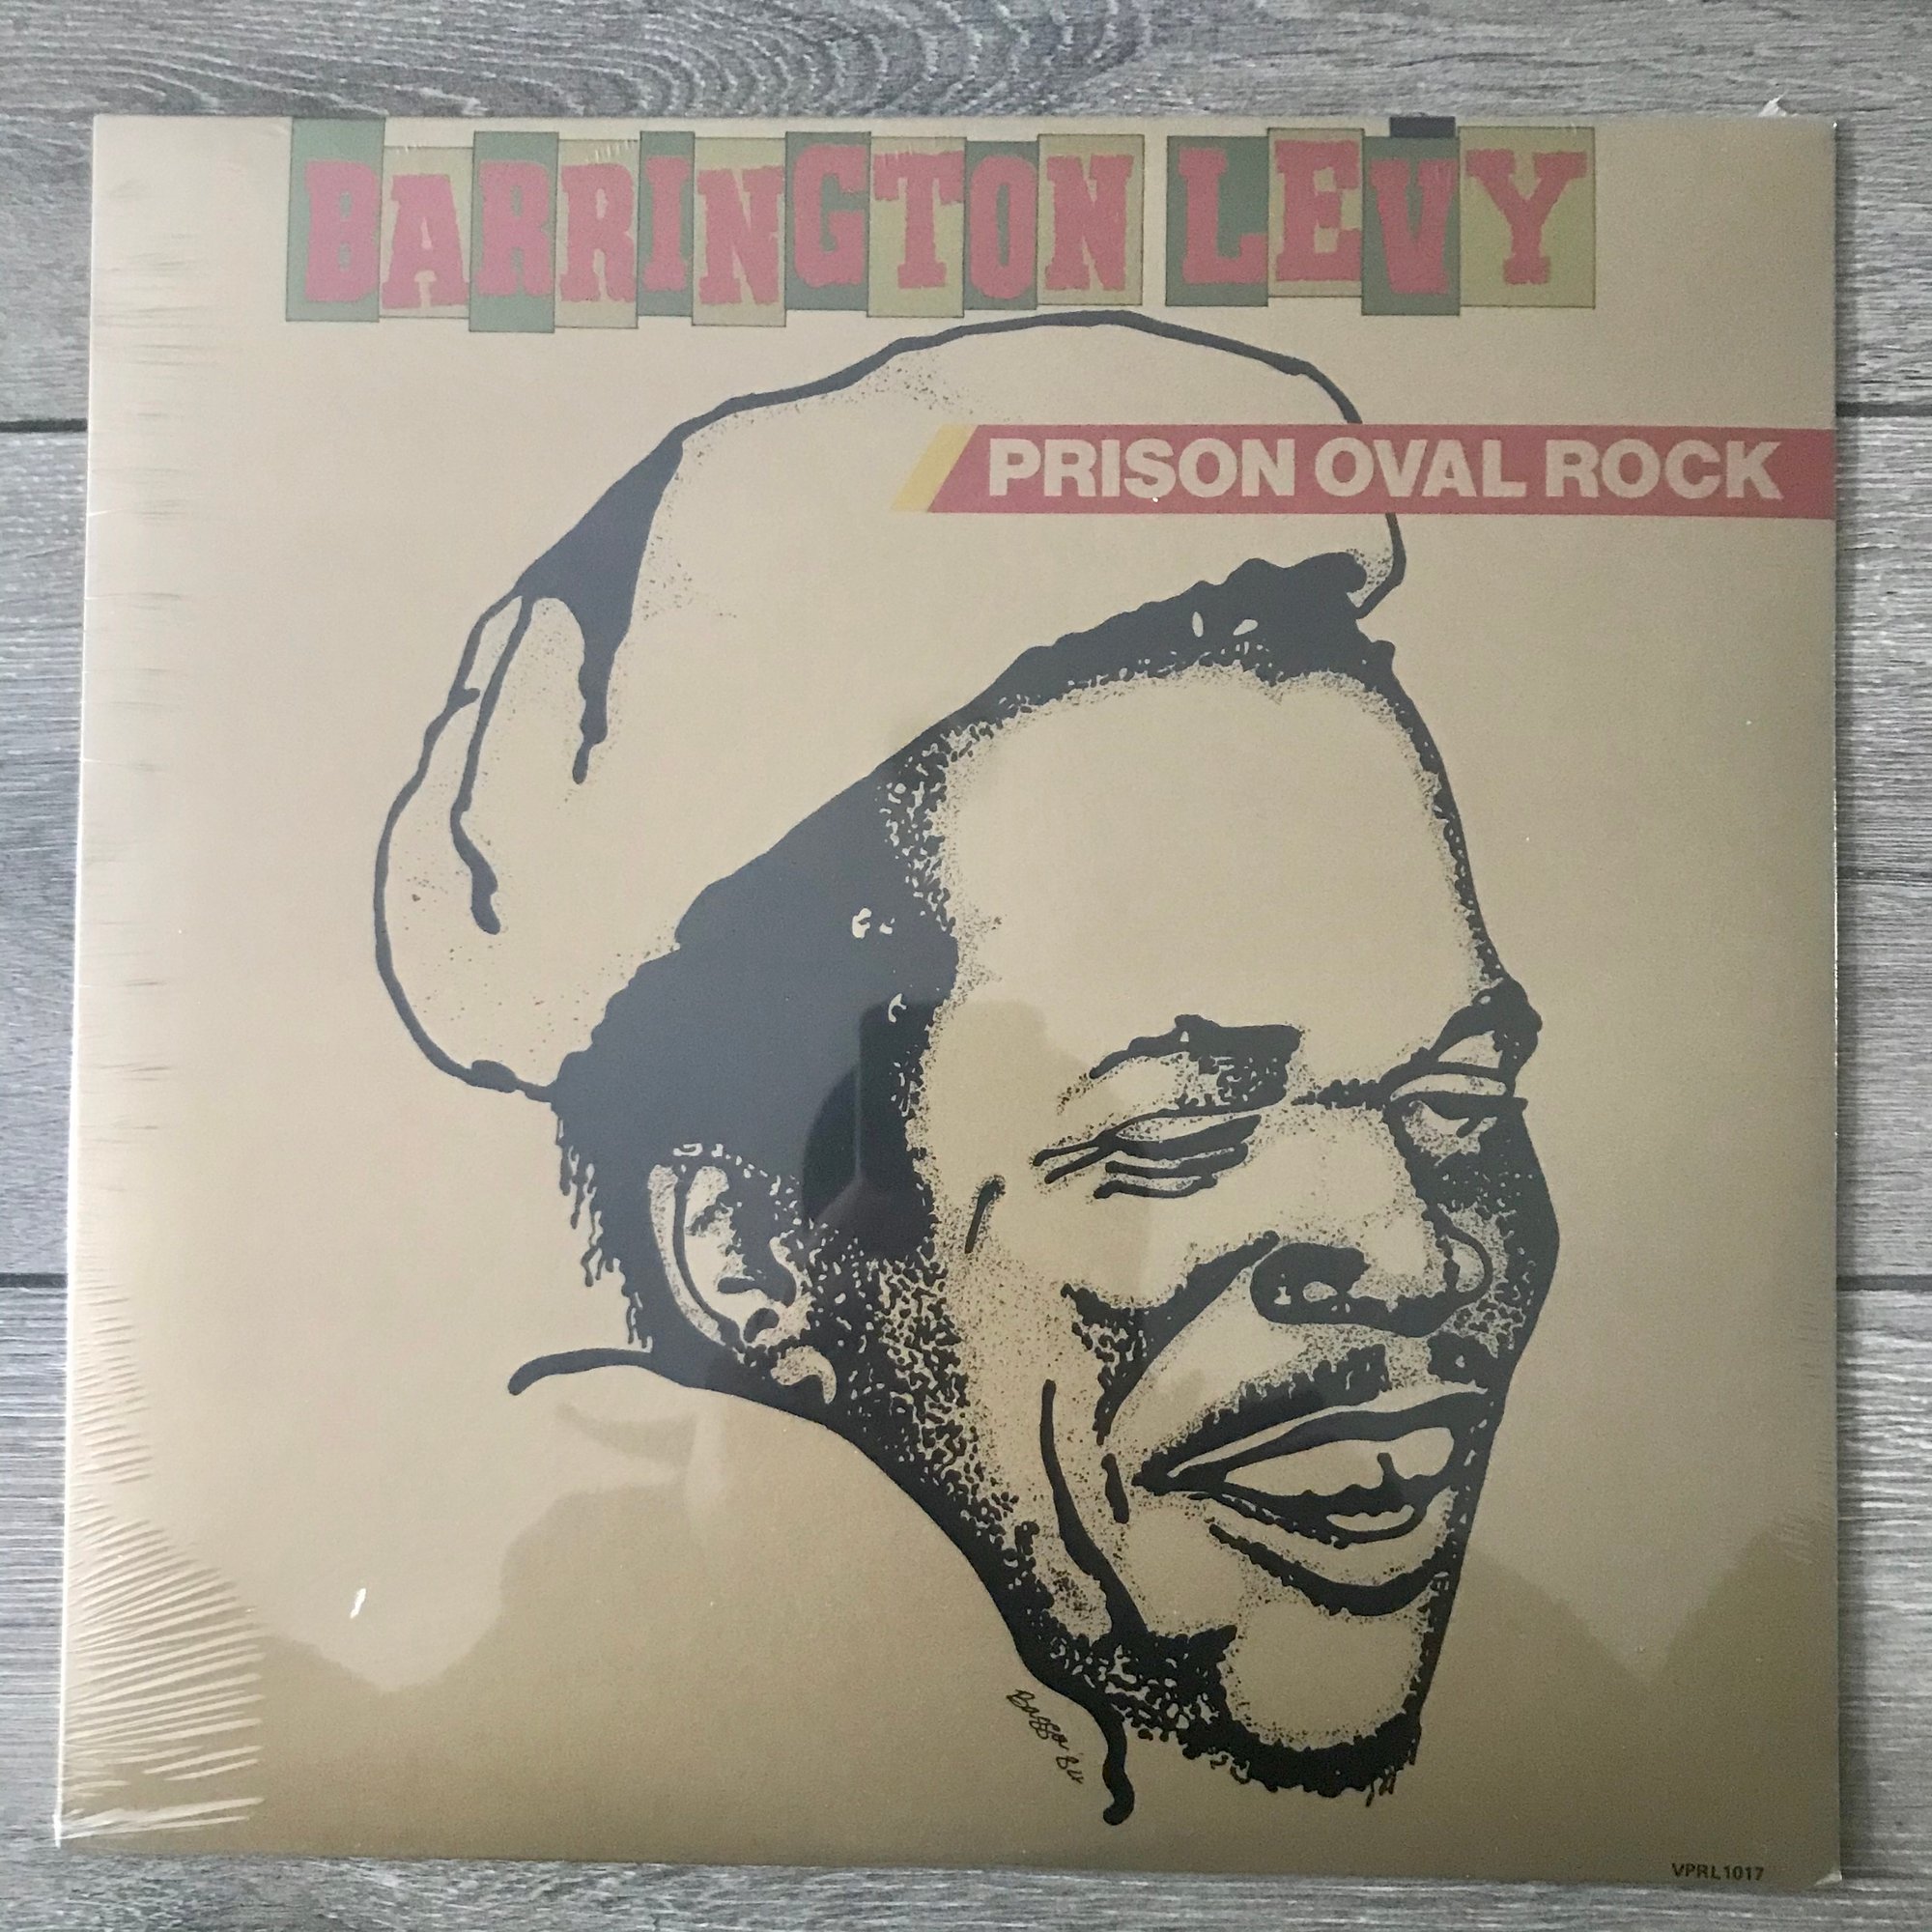 BARRINGTON LEVY
PRISON OVAL ROCK
VPRL1017